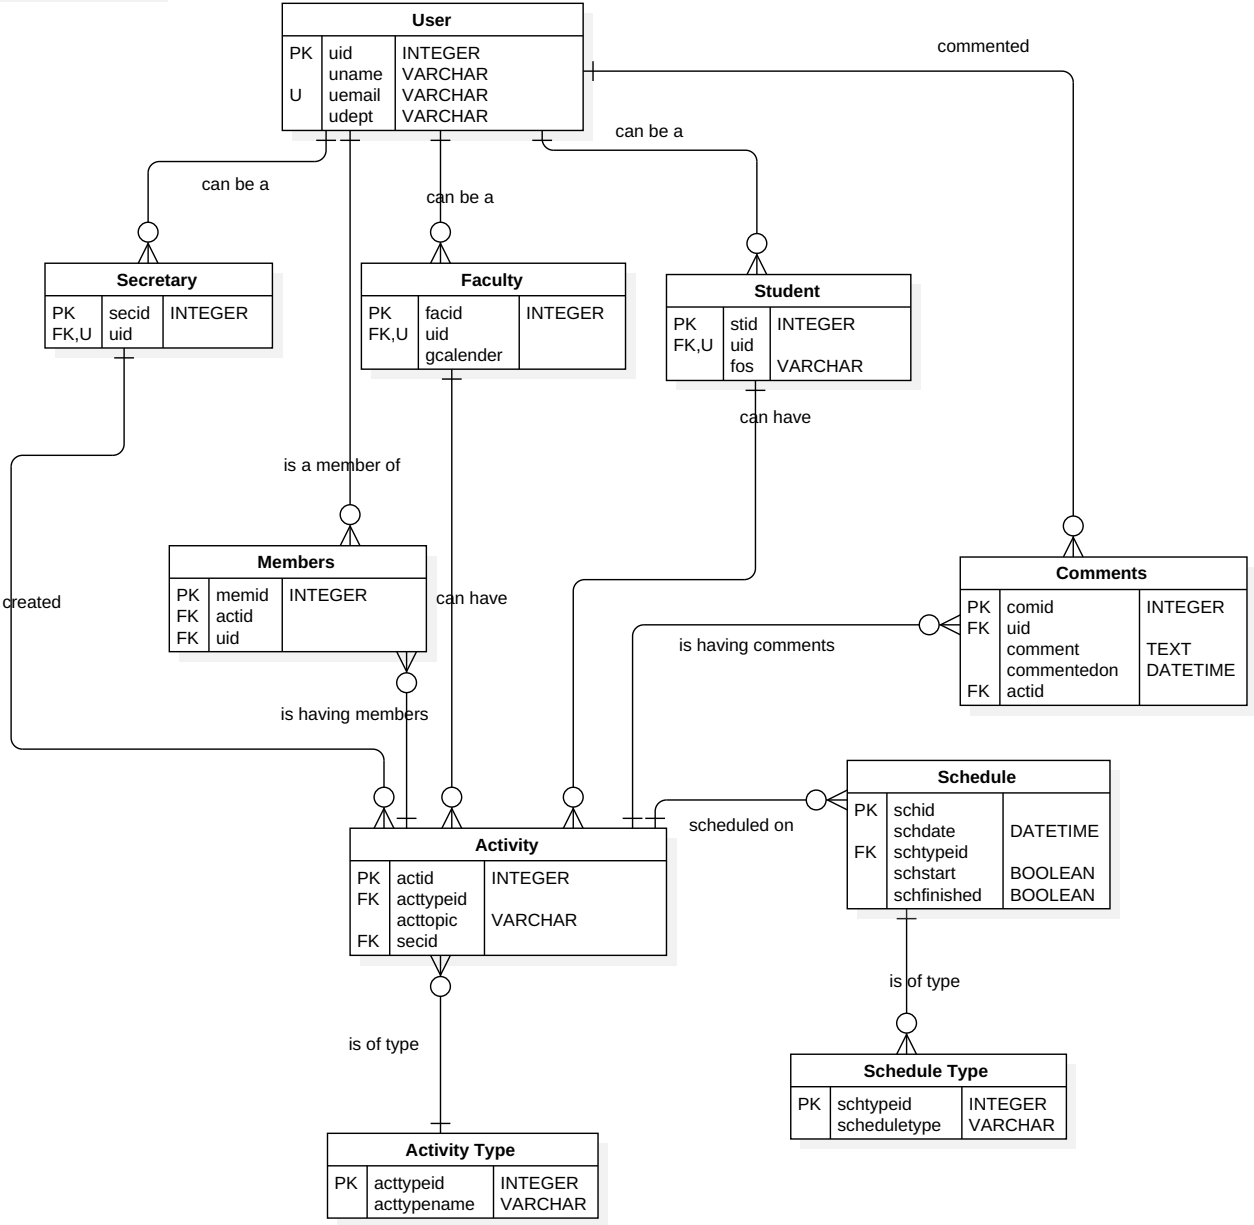 User
PK uid INTEGER
uname VARCHAR
U uemail VARCHAR
udept VARCHAR
commented
can be a
can be a
can be a
Secretary
PK secid INTEGER
FK,U uid
Faculty
PK facid INTEGER
FK,U uid
gcalender
Student
PK stid INTEGER
FK,U uid
fos VARCHAR
can have
is a member of
Members
PK memid INTEGER
FK actid
FK uid
created
can have
Comments
PK comid INTEGER
FK uid
comment TEXT
commentedon DATETIME
FK actid
is having comments
is having members
Schedule
PK schid
schdate DATETIME
FK schtypeid
schstart BOOLEAN
schfinished BOOLEAN
scheduled on
Activity
PK actid INTEGER
FK acttypeid
acttopic VARCHAR
FK secid
is of type
is of type
Schedule Type
PK schtypeid INTEGER
scheduletype VARCHAR
Activity Type
PK acttypeid INTEGER
acttypename VARCHAR